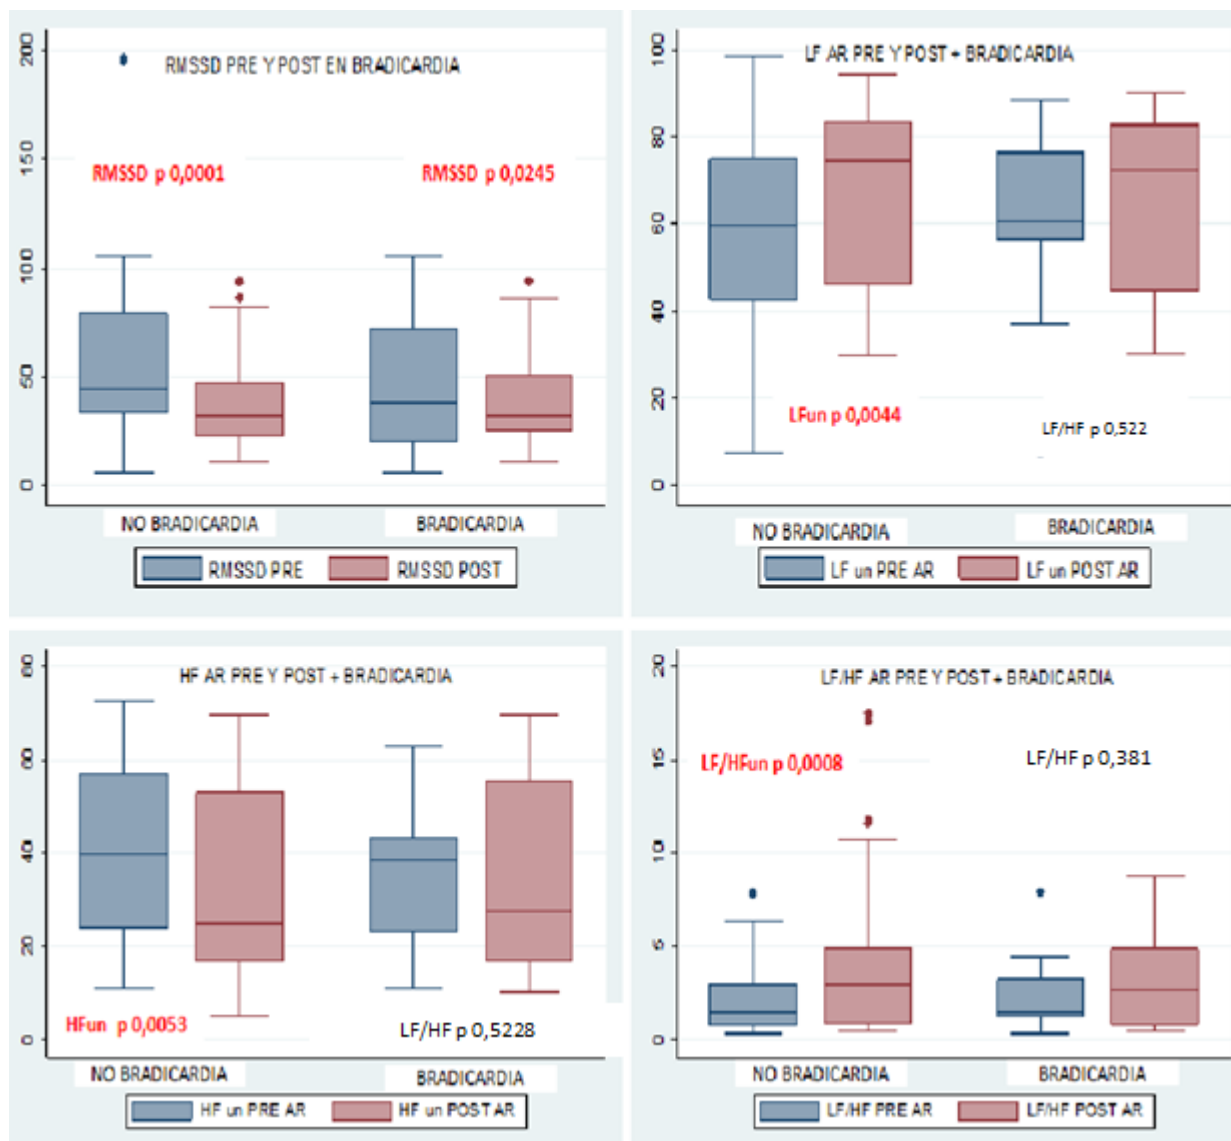 RMSSD PRE Y POST EN BRADICARDIA
200
150
100
50
0
RMSSD p 0,0001
RMSSD p 0,0245
NO BRADICARDIA
BRADICARDIA
RMSSD PRE
RMSSD POST
LF AR PRE Y POST + BRADICARDIA
100
80
60
40
20
0
LFun p 0,0044
LF/HF p 0,522
NO BRADICARDIA
BRADICARDIA
LF un PRE AR
LF un POST AR
HF AR PRE Y POST + BRADICARDIA
80
60
40
20
0
HFun p 0,0053
LF/HF p 0,5228
NO BRADICARDIA
BRADICARDIA
HF un PRE AR
HF un POST AR
LF/HF AR PRE Y POST + BRADICARDIA
20
15
10
5
0
LF/HFun p 0,0008
LF/HF p 0,381
NO BRADICARDIA
BRADICARDIA
LF/HF PRE AR
LF/HF POST AR